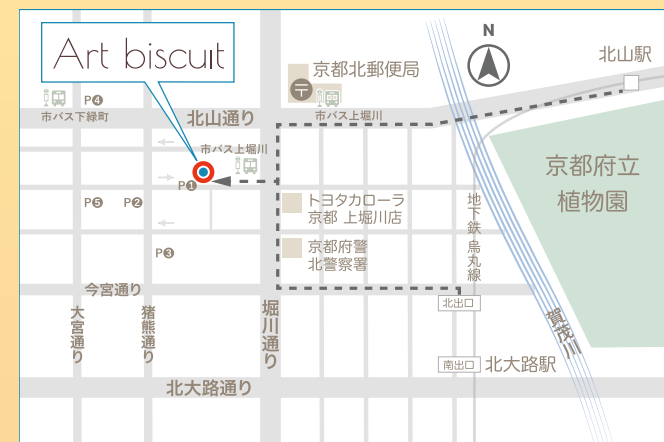 Art biscuit
N
京都北郵便局
〒
北山駅
P4
市バス下緑町
北山通り
市バス上堀川
市バス上堀川
P1
京都府立
植物園
P5
P2
トヨタカローラ
京都 上堀川店
地下鉄 烏丸線
京都府警
北警察署
P3
今宮通り
北出口
大宮通り
猪熊通り
堀川通り
賀茂川
南出口
北大路駅
北大路通り